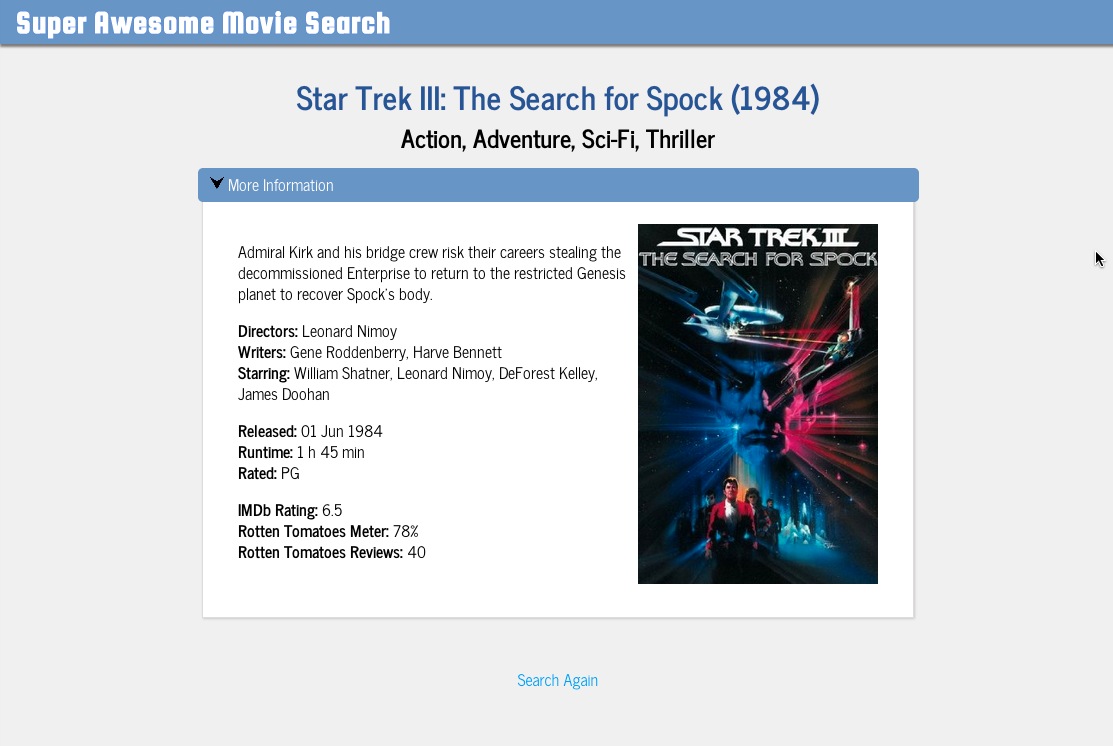 Super Awesome Movie Search
Star Trek III: The Search for Spock (1984)
Action, Adventure, Sci-Fi, Thriller
More Information
Admiral Kirk and his bridge crew risk their careers stealing the
decommissioned Enterprise to return to the restricted Genesis
planet to recover Spock's body.
Directors: Leonard Nimoy
Writers: Gene Roddenberry, Harve Bennett
Starring: William Shatner, Leonard Nimoy, DeForest Kelley,
James Doohan
Released: 01 Jun 1984
Runtime: 1 h 45 min
Rated: PG
IMDb Rating: 6.5
Rotten Tomatoes Meter: 78%
Rotten Tomatoes Reviews: 40
STAR TREK III
THE SEARCH FOR SPOCK
Search Again